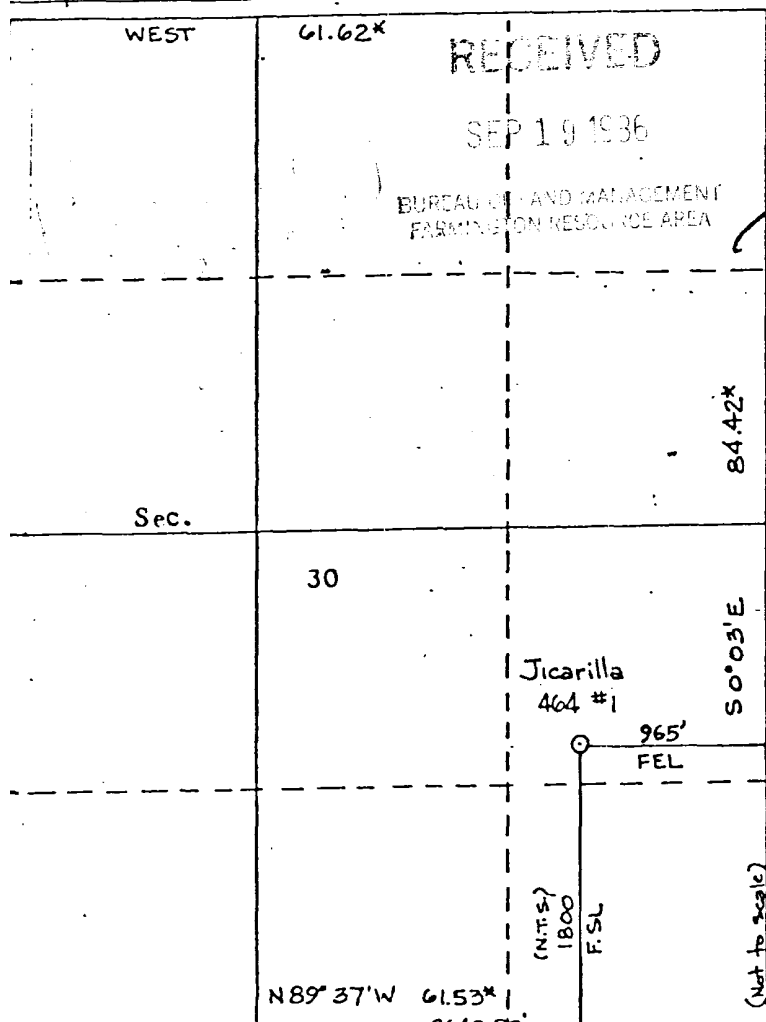 WEST 61.62*
RECEIVED
SEP 19 1986
BUREAU OF LAND MANAGEMENT
FARMINGTON RESOURCE AREA
84.42*
Sec.
30
S 0°03'E
Jicarilla
464 #1
965'
FEL
(N.T.S.)
1800
F.SL
(Not to scale)
N89°37'W 61.53*